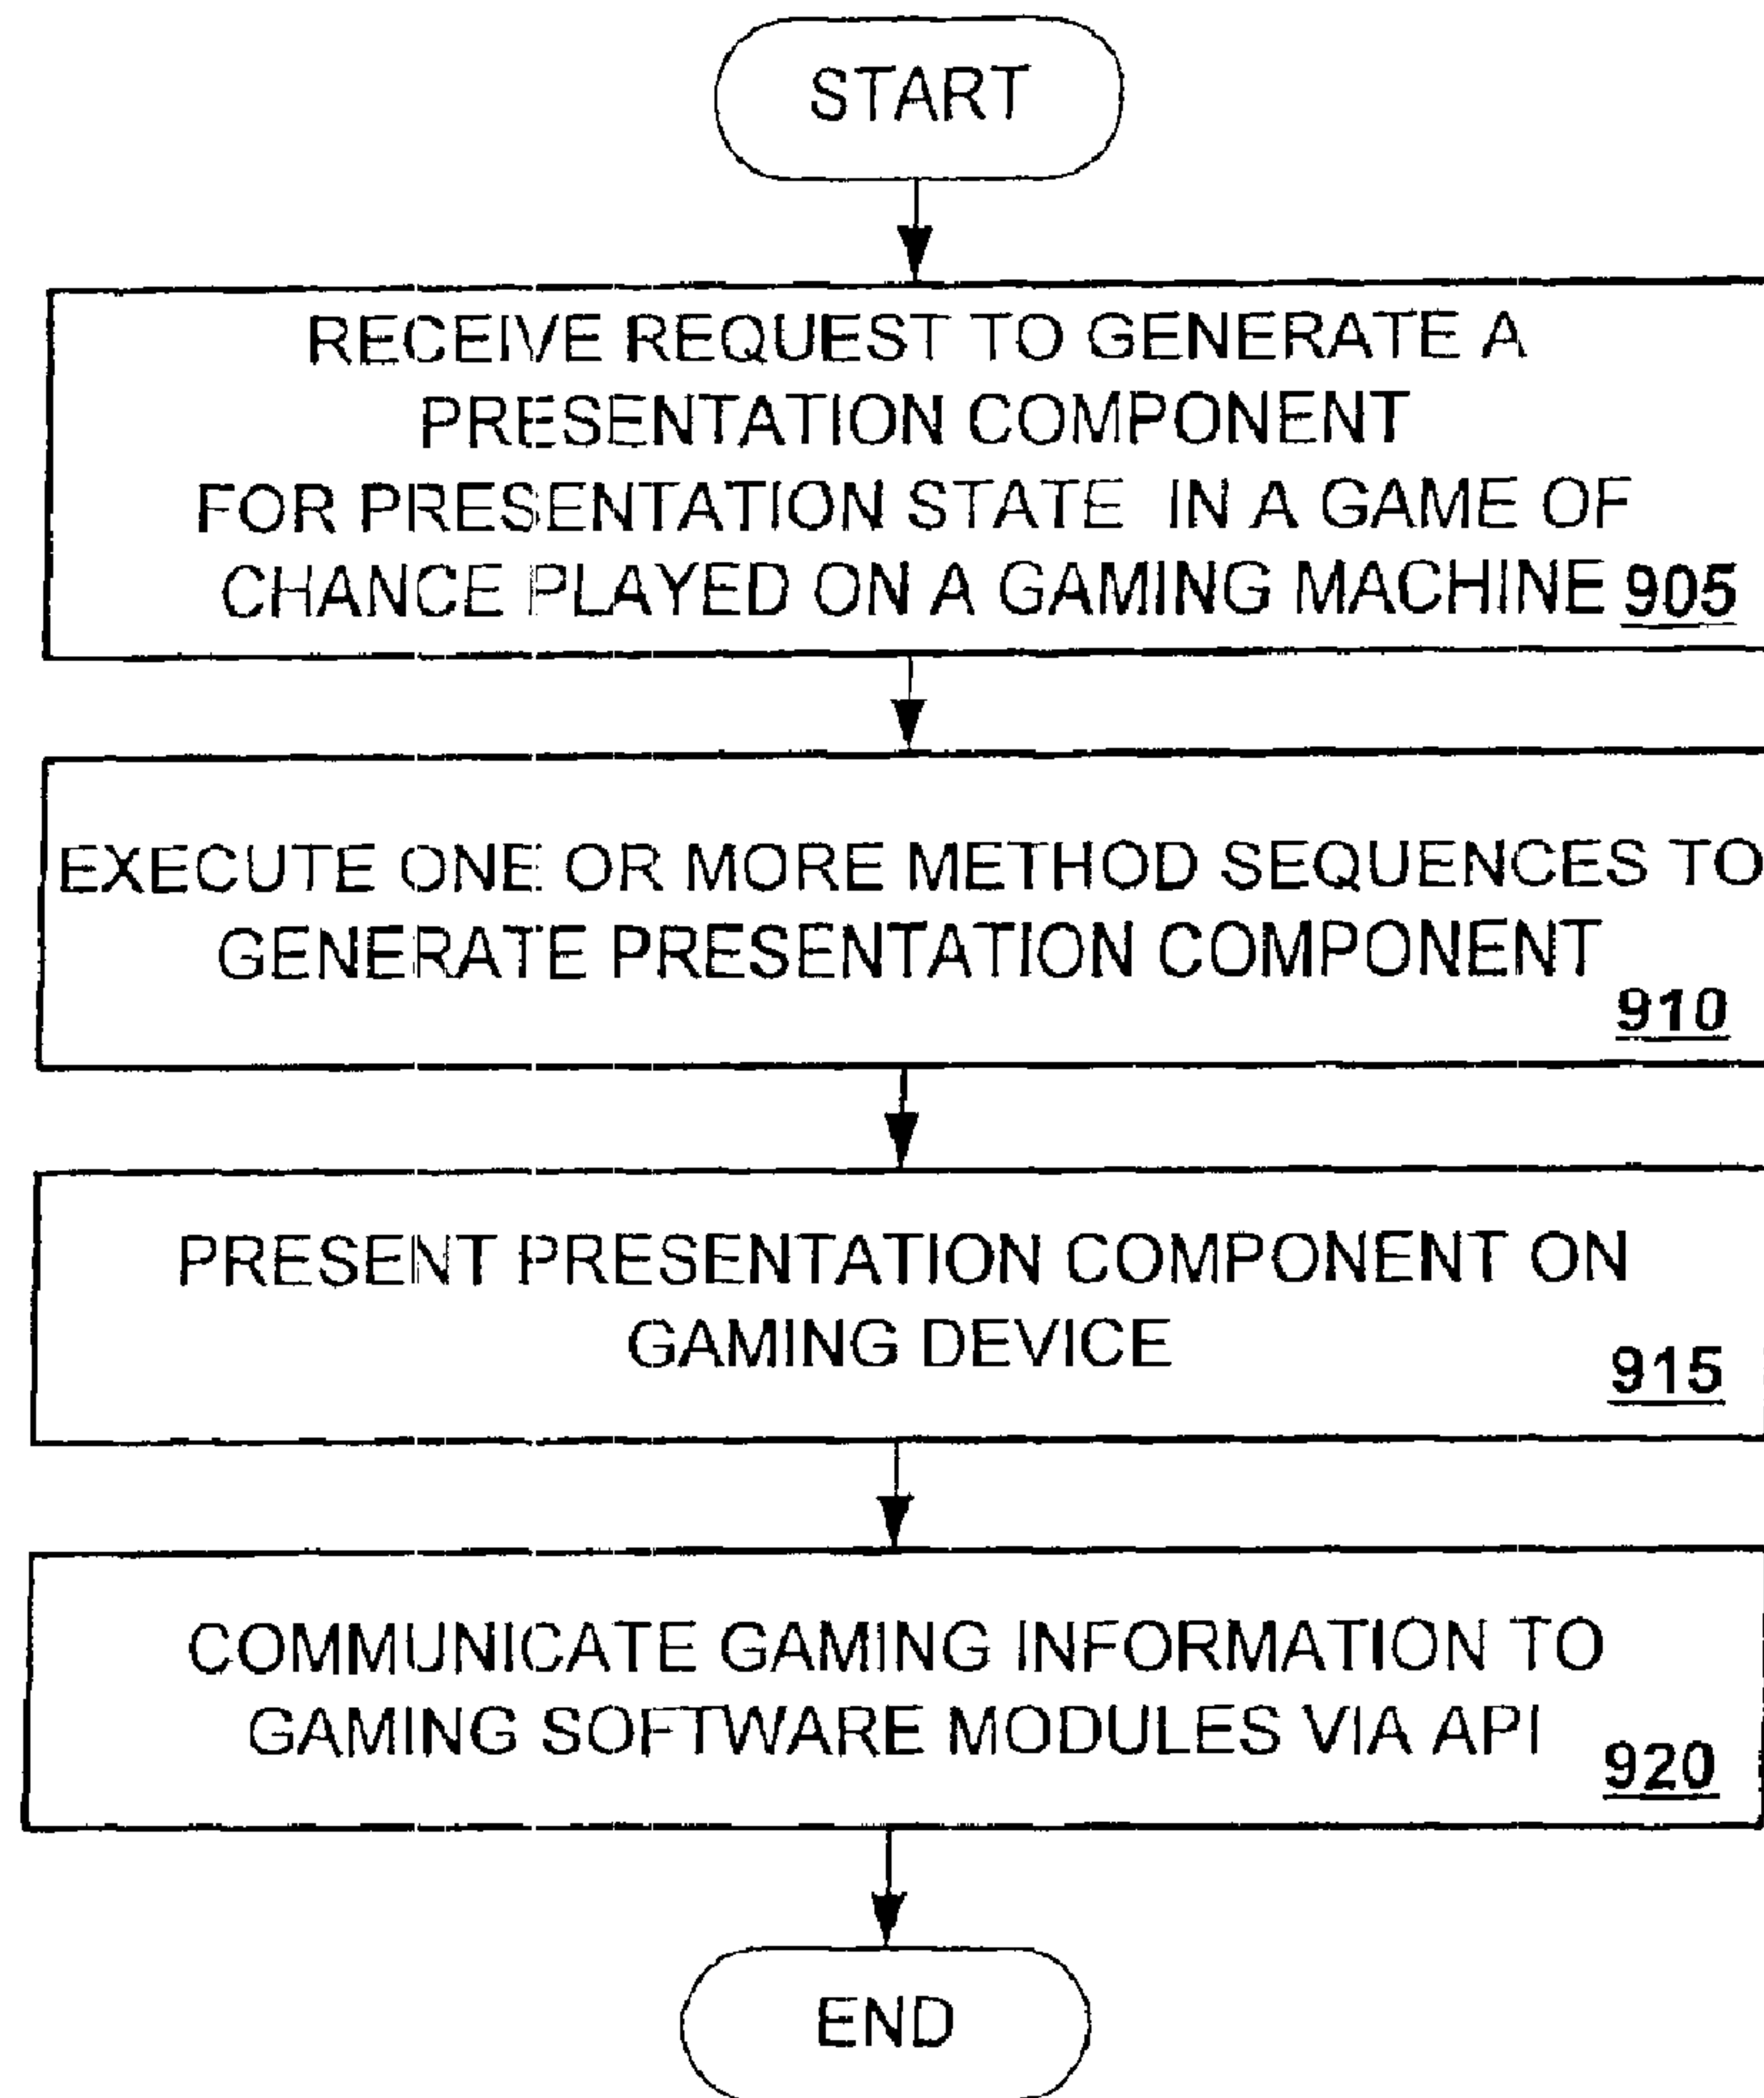 START
RECEIVE REQUEST TO GENERATE A
PRESENTATION COMPONENT
FOR PRESENTATION STATE IN A GAME OF
CHANCE PLAYED ON A GAMING MACHINE 905
EXECUTE ONE OR MORE METHOD SEQUENCES TO
GENERATE PRESENTATION COMPONENT
910
PRESENT PRESENTATION COMPONENT ON
GAMING DEVICE
915
COMMUNICATE GAMING INFORMATION TO
GAMING SOFTWARE MODULES VIA API
920
END